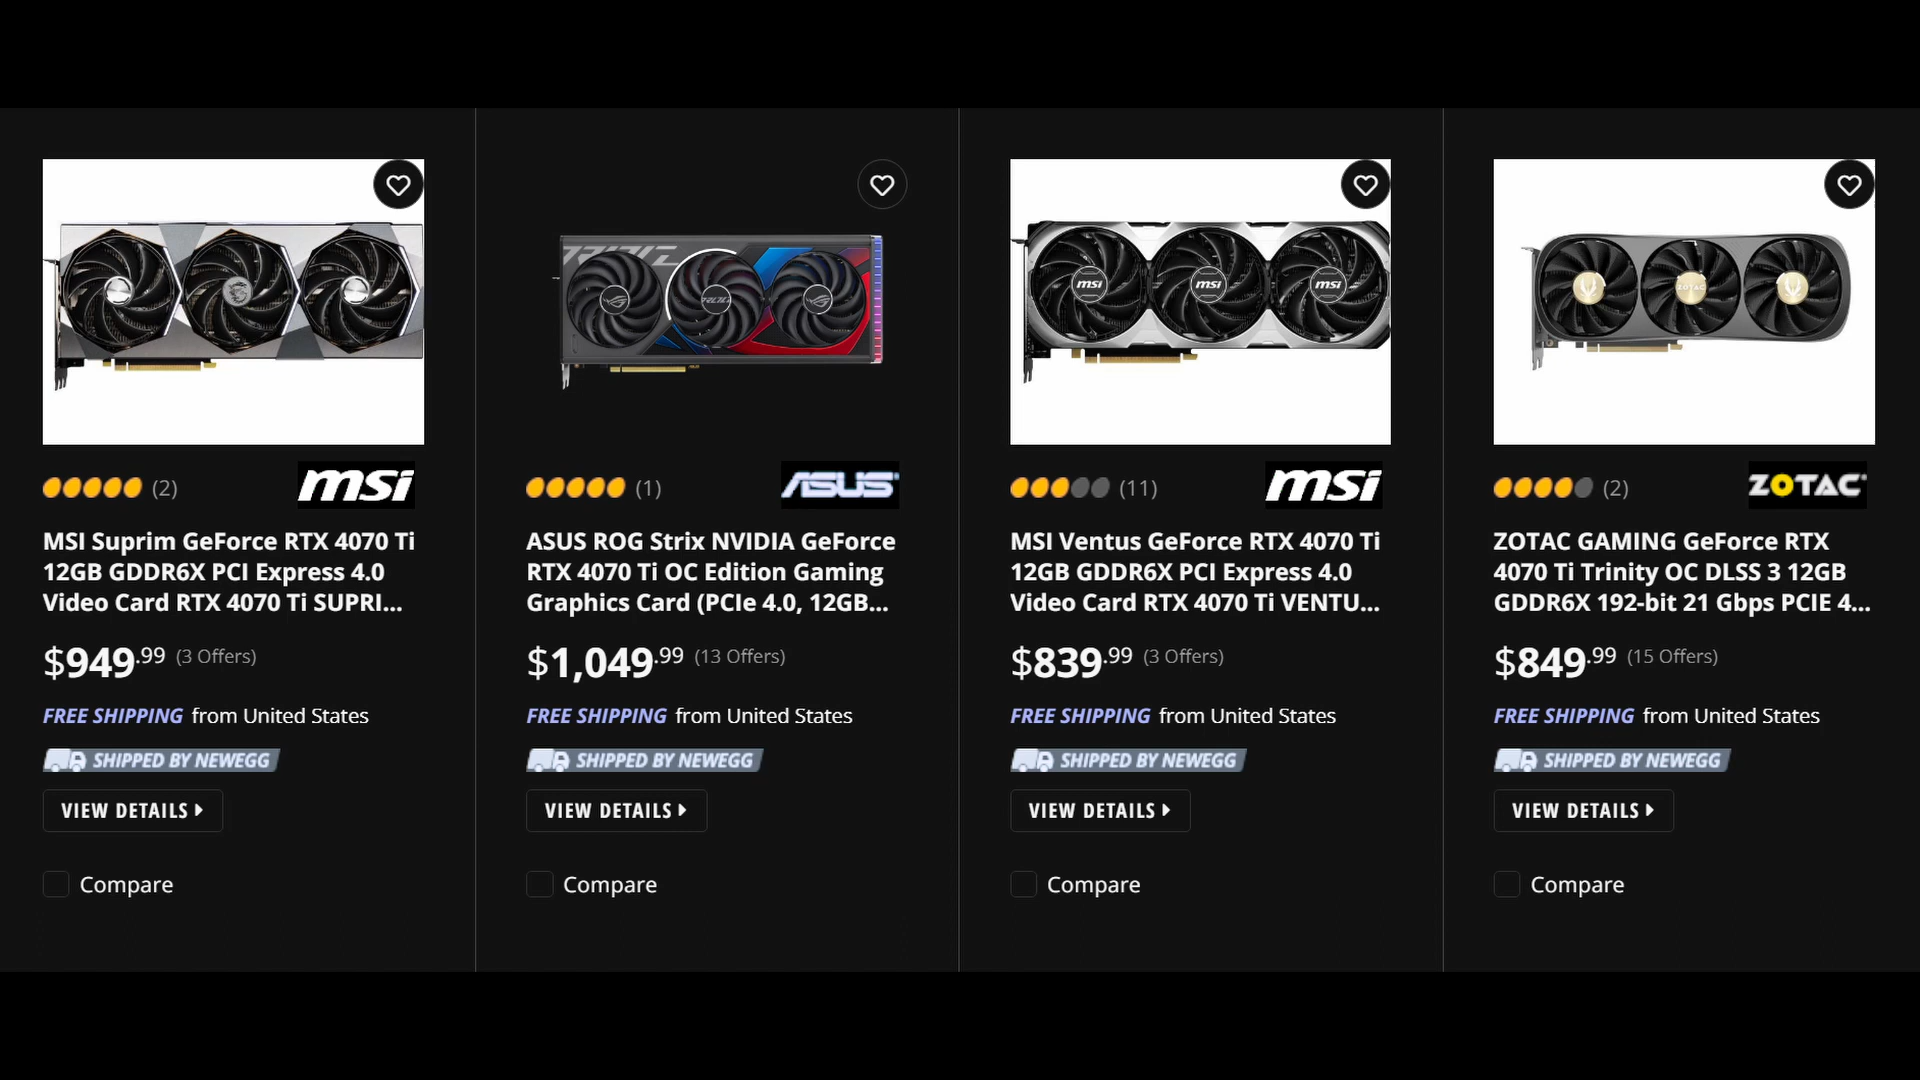 (2)
msi
MSI Suprim GeForce RTX 4070 Ti
12GB GDDR6X PCI Express 4.0
Video Card RTX 4070 Ti SUPRI...
$949.99 (3 Offers)
FREE SHIPPING from United States
SHIPPED BY NEWEGG
VIEW DETAILS
Compare
(1)
ASUS
ASUS ROG Strix NVIDIA GeForce
RTX 4070 Ti OC Edition Gaming
Graphics Card (PCIe 4.0, 12GB...
$1,049.99 (13 Offers)
FREE SHIPPING from United States
SHIPPED BY NEWEGG
VIEW DETAILS
Compare
msi msi msi
(11)
msi
MSI Ventus GeForce RTX 4070 Ti
12GB GDDR6X PCI Express 4.0
Video Card RTX 4070 Ti VENTU...
$839.99 (3 Offers)
FREE SHIPPING from United States
SHIPPED BY NEWEGG
VIEW DETAILS
Compare
ZOTAC
(2)
ZOTAC
ZOTAC GAMING GeForce RTX
4070 Ti Trinity OC DLSS 3 12GB
GDDR6X 192-bit 21 Gbps PCIE 4...
$849.99 (15 Offers)
FREE SHIPPING from United States
SHIPPED BY NEWEGG
VIEW DETAILS
Compare